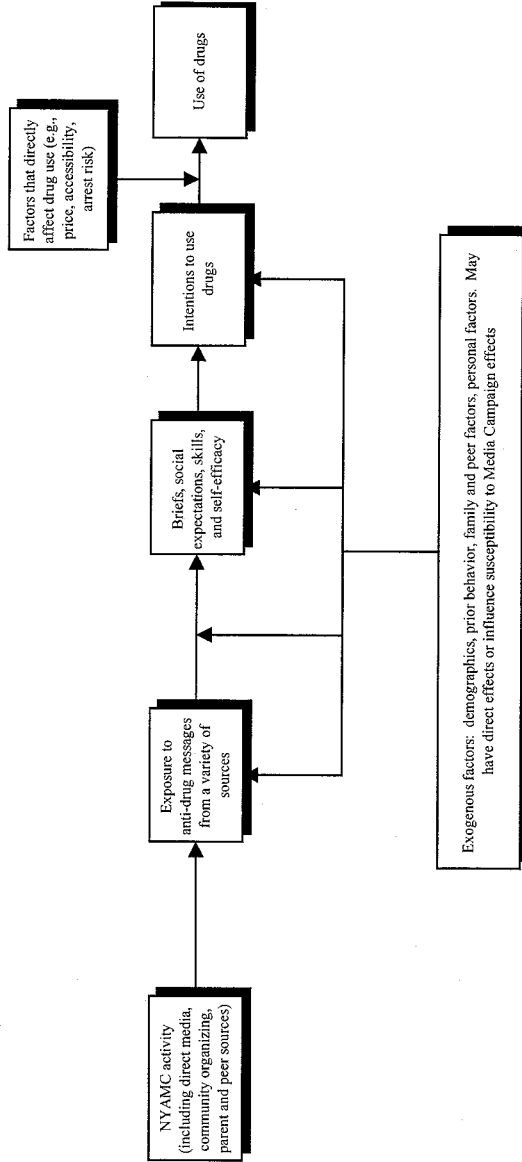 NYAMC activity
(including direct media,
community organizing,
parent and peer sources)
Exposure to
anti-drug messages
from a variety of
sources
Briefs, social
expectations, skills,
and self-efficacy
Intentions to use
drugs
Factors that directly
affect drug use (e.g.,
price, accessibility,
arrest risk)
Use of drugs
Exogenous factors: demographics, prior behavior, family and peer factors, personal factors. May
have direct effects or influence susceptibility to Media Campaign effects